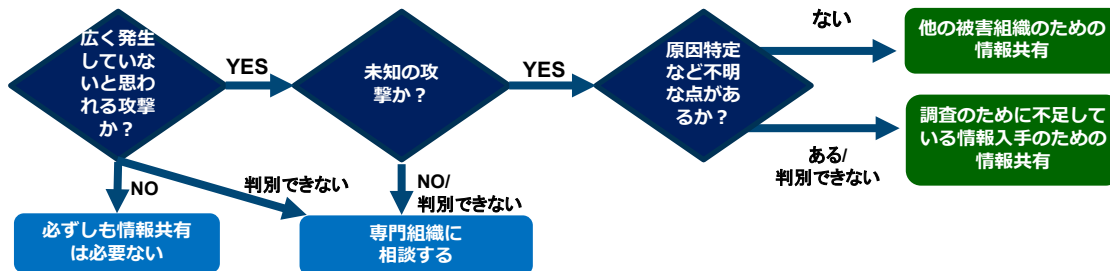 広く発生
していな
いと思わ
れる攻撃
か？
YES
未知の攻
撃か？
YES
原因特定
など不明
な点があ
るか？
ない
他の被害組織のための
情報共有
ある/
判別できない
調査のために不足して
いる情報入手のための
情報共有
NO
判別できない
NO/
判別できない
必ずしも情報共有
は必要ない
専門組織に
相談する